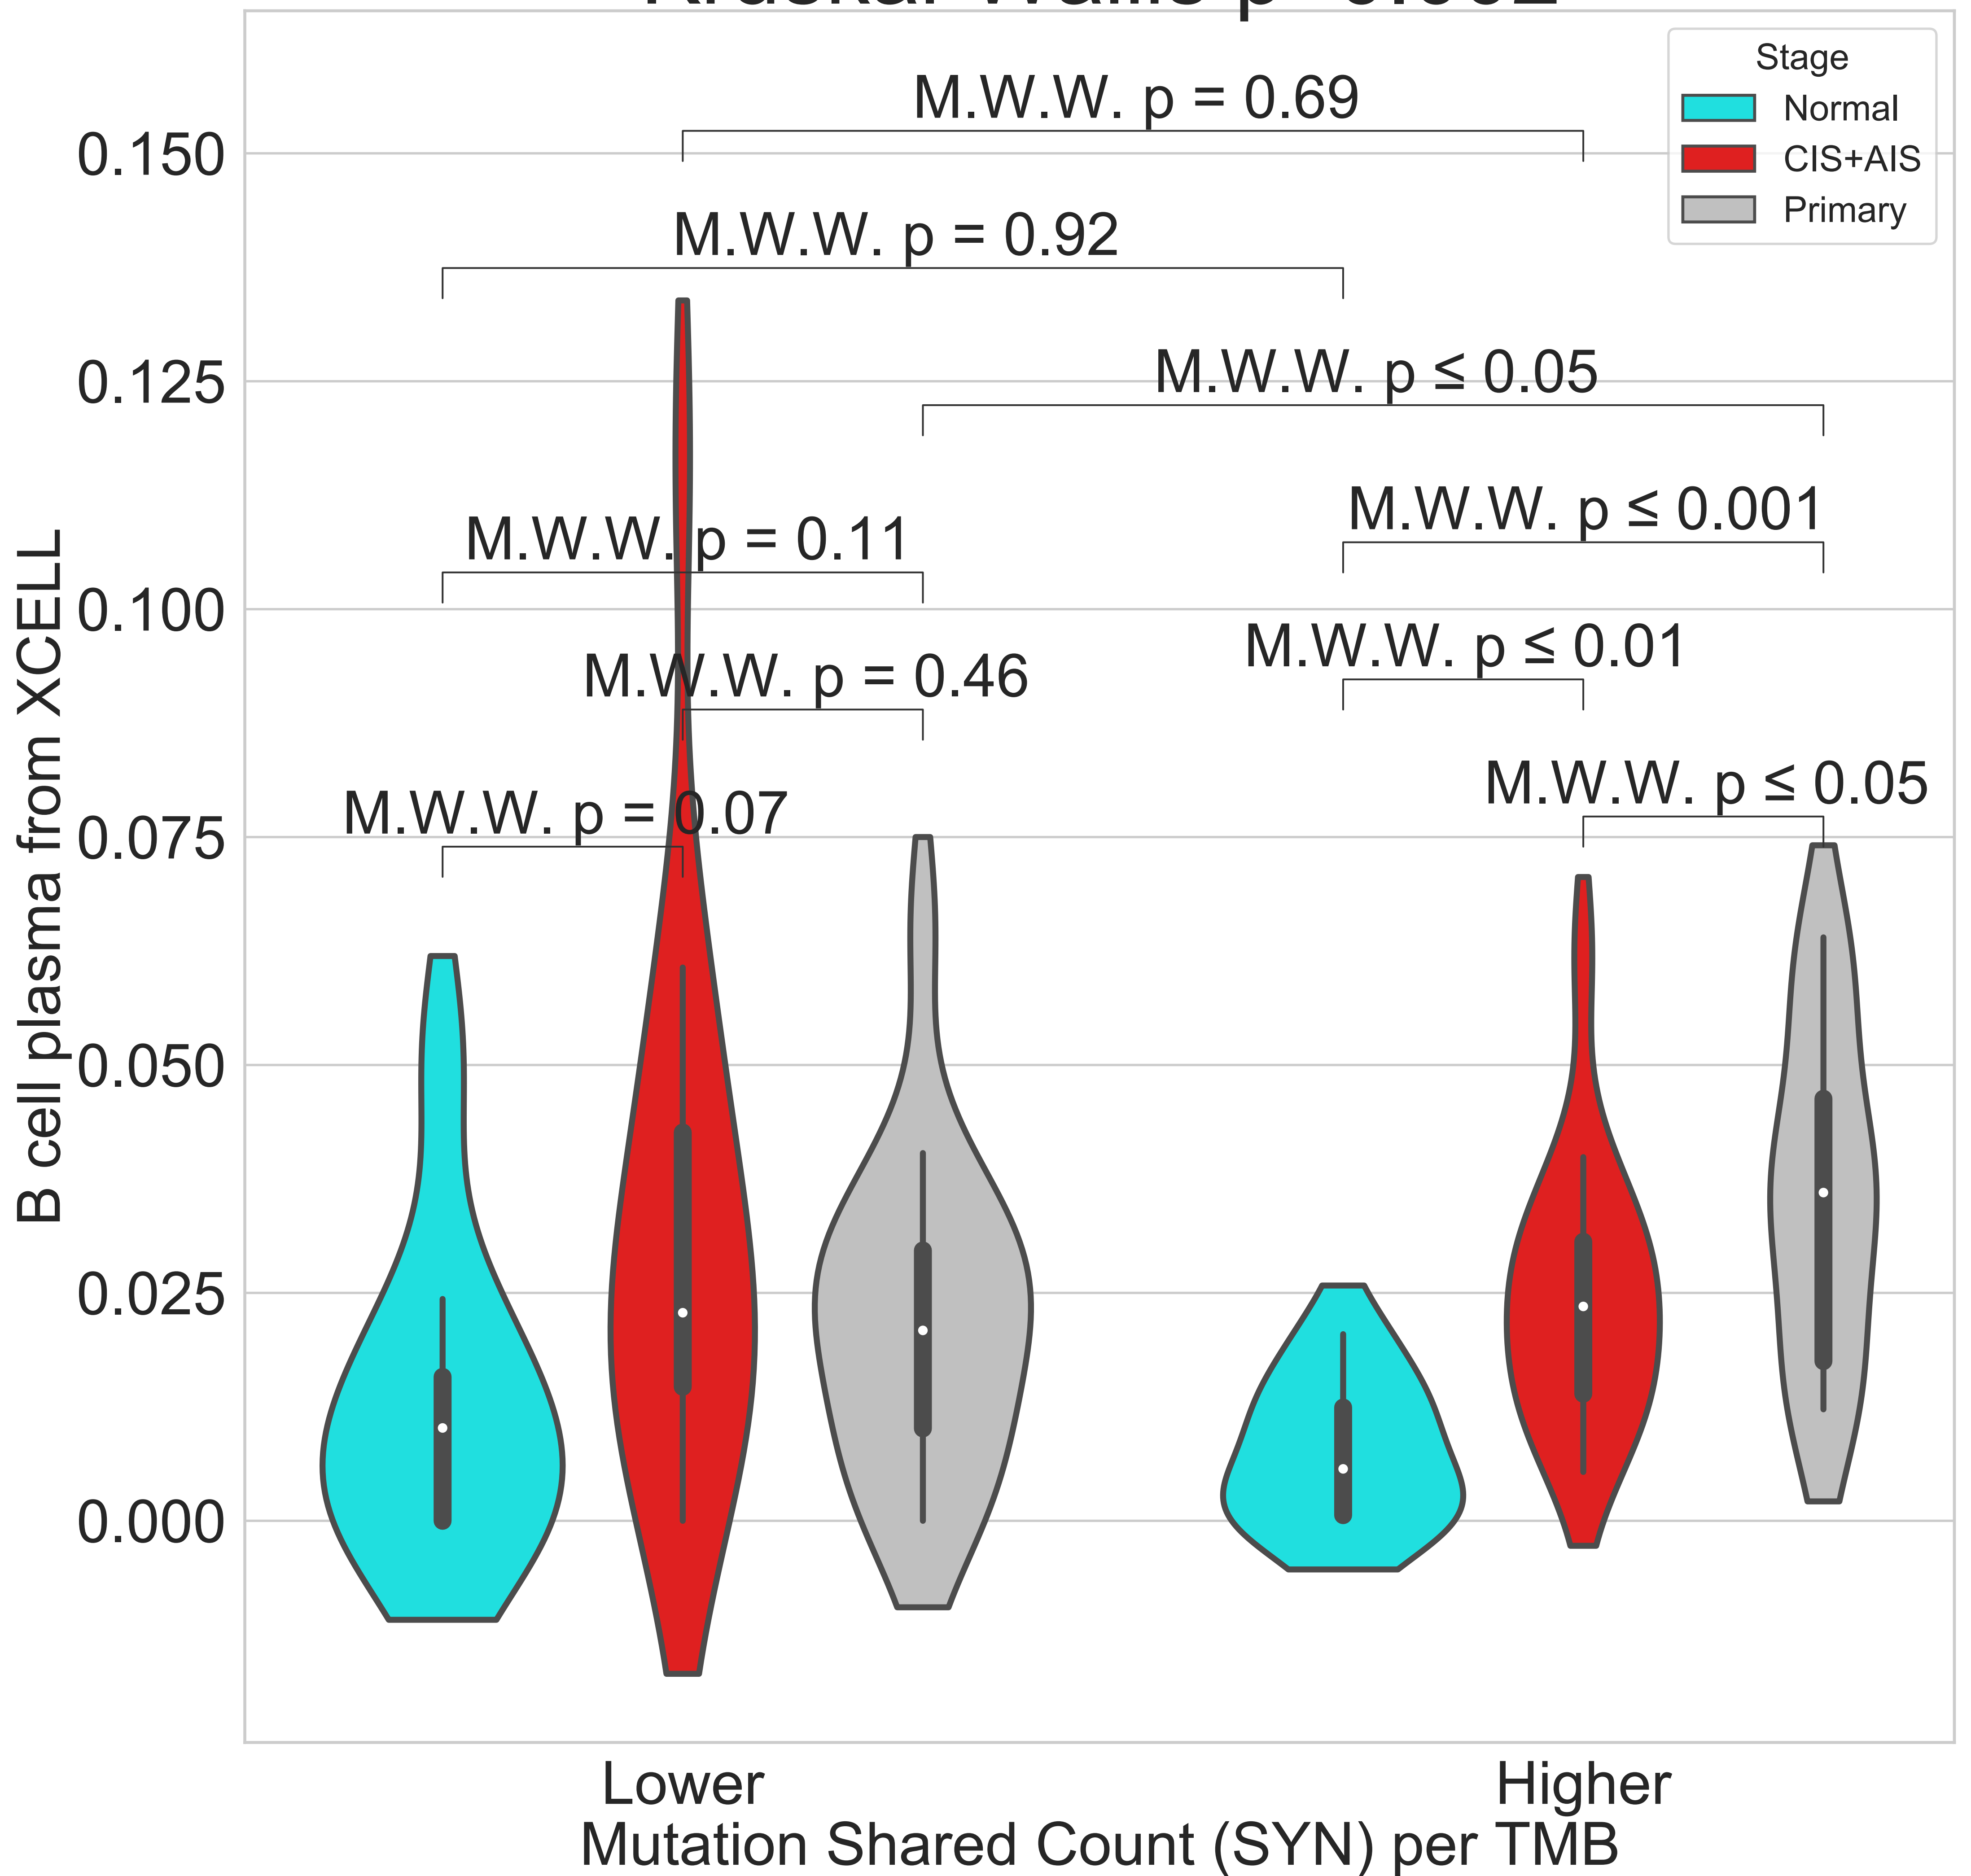 Stage
Normal
CIS+AIS
Primary
M.W.W. p = 0.69
M.W.W. p = 0.92
M.W.W. p ≤ 0.05
M.W.W. p ≤ 0.001
M.W.W. p = 0.11
M.W.W. p ≤ 0.01
M.W.W. p = 0.46
M.W.W. p ≤ 0.05
M.W.W. p = 0.07
0.150
0.125
0.100
0.075
0.050
0.025
0.000
B cell plasma from XCELL
Lower
Higher
Mutation Shared Count (SYN) per TMB